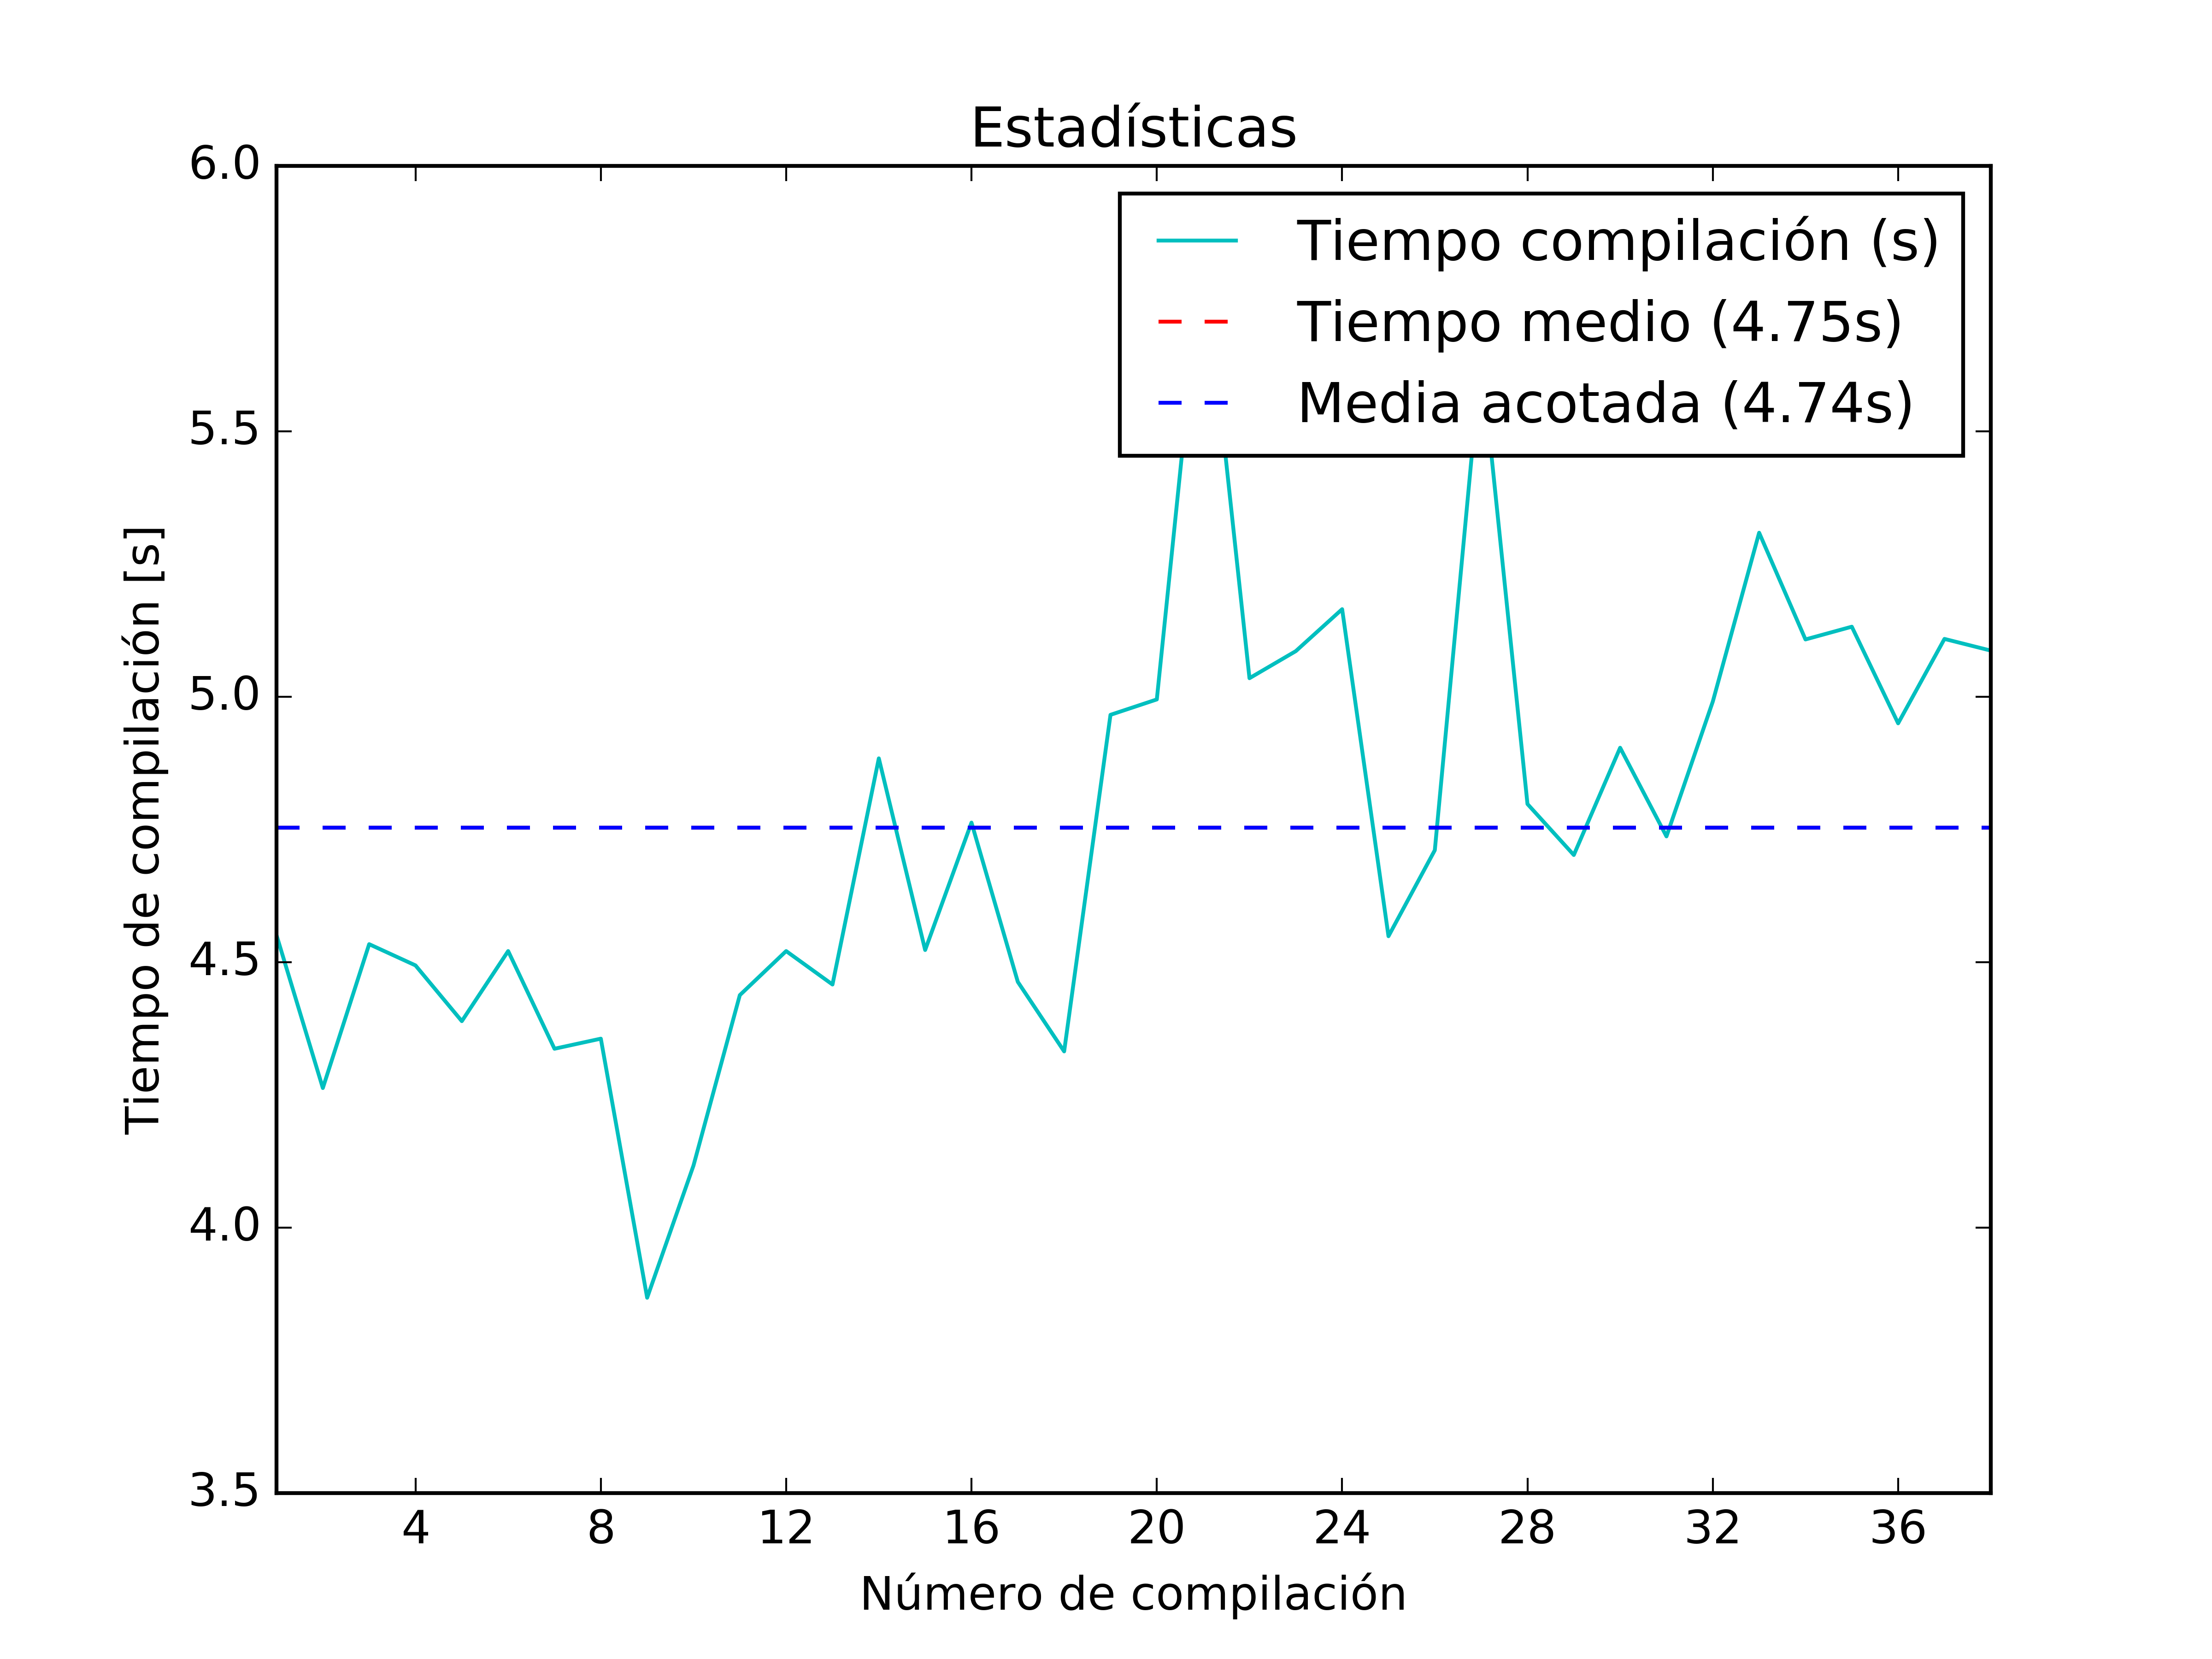 Estadísticas
Tiempo compilación (s)
Tiempo medio (4.75s)
Media acotada (4.74s)
6.0
5.5
5.0
4.5
4.0
3.5
Tiempo de compilación [s]
4 8 12 16 20 24 28 32 36
Número de compilación